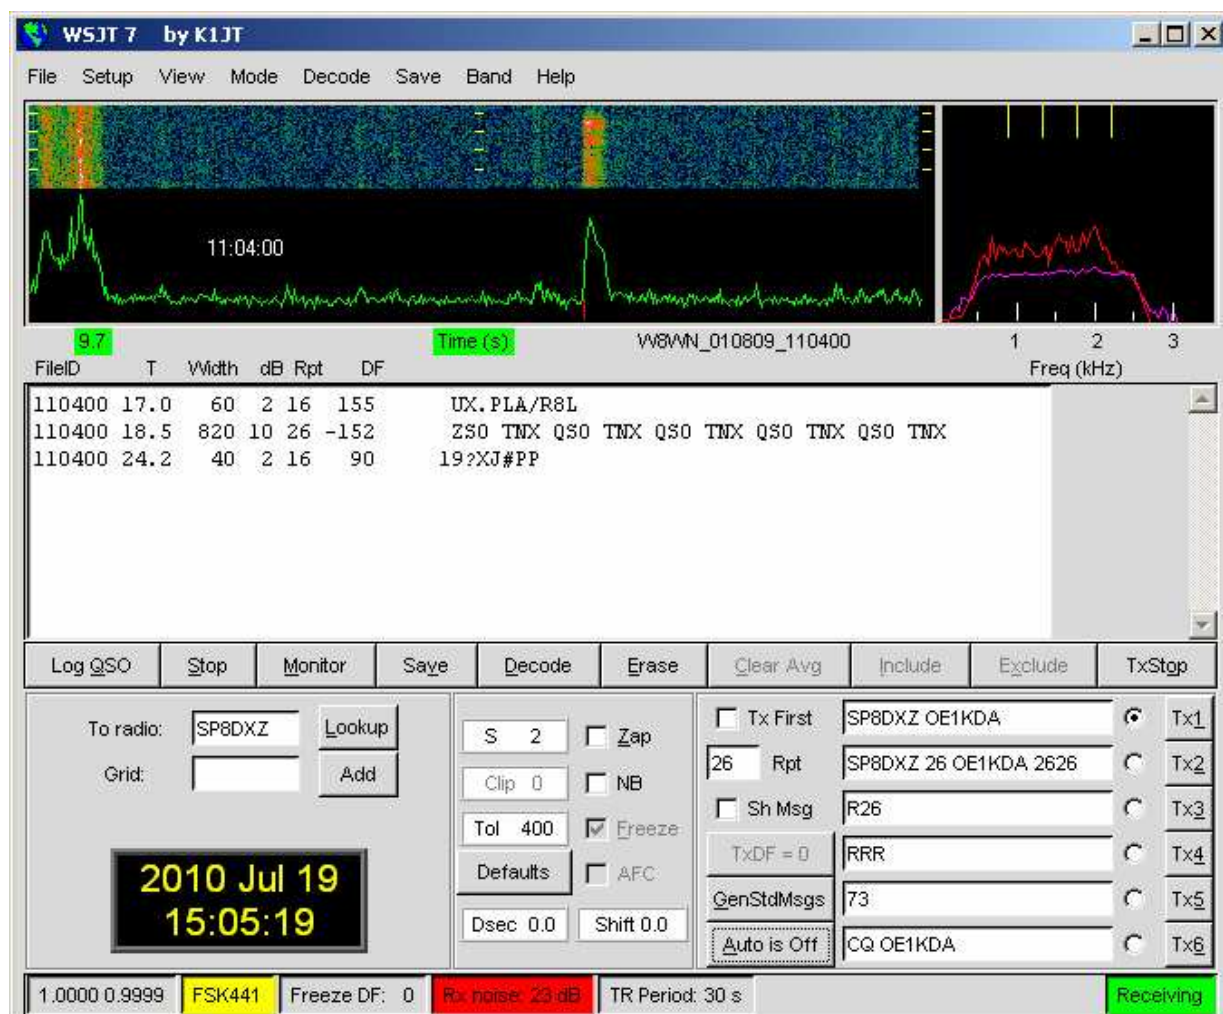 WSJT 7 by K1JT
File Setup View Mode Decode Save Band Help
11:04:00
9.7 Time (s) W8WN_010809_110400 1 2 3
FileID T Width dB Rpt DF Freq (kHz)
110400 17.0 60 2 16 155 UX.PLA/R8L
110400 18.5 820 10 26 -152 ZS0 TNX QSO TNX QSO TNX QSO TNX QSO TNX
110400 24.2 40 2 16 90 19?XJ#PP
Log QSO Stop Monitor Save Decode Erase Clear Avg Include Exclude TxStop
To radio: SP8DXZ Lookup
Grid: Add
2010 Jul 19
15:05:19
S 2 Zap
Clip 0 NB
Tol 400 Freeze
Defaults AFC
Dsec 0.0 Shift 0.0
Tx First SP8DXZ OE1KDA Tx1
26 Rpt SP8DXZ 26 OE1KDA 2626 Tx2
Sh Msg R26 Tx3
TxDF = 0 RRR Tx4
GenStdMsgs 73 Tx5
Auto is Off CQ OE1KDA Tx6
1.0000 0.9999 FSK441 Freeze DF: 0 Rx noise: 23 dB TR Period: 30 s Receiving